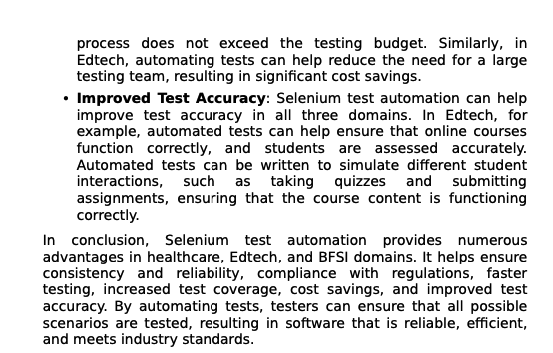 process does not exceed the testing budget. Similarly, in
Edtech, automating tests can help reduce the need for a large
testing team, resulting in significant cost savings.
• Improved Test Accuracy: Selenium test automation can help
improve test accuracy in all three domains. In Edtech, for
example, automated tests can help ensure that online courses
function correctly, and students are assessed accurately.
Automated tests can be written to simulate different student
interactions, such as taking quizzes and submitting
assignments, ensuring that the course content is functioning
correctly.
In conclusion, Selenium test automation provides numerous
advantages in healthcare, Edtech, and BFSI domains. It helps ensure
consistency and reliability, compliance with regulations, faster
testing, increased test coverage, cost savings, and improved test
accuracy. By automating tests, testers can ensure that all possible
scenarios are tested, resulting in software that is reliable, efficient,
and meets industry standards.